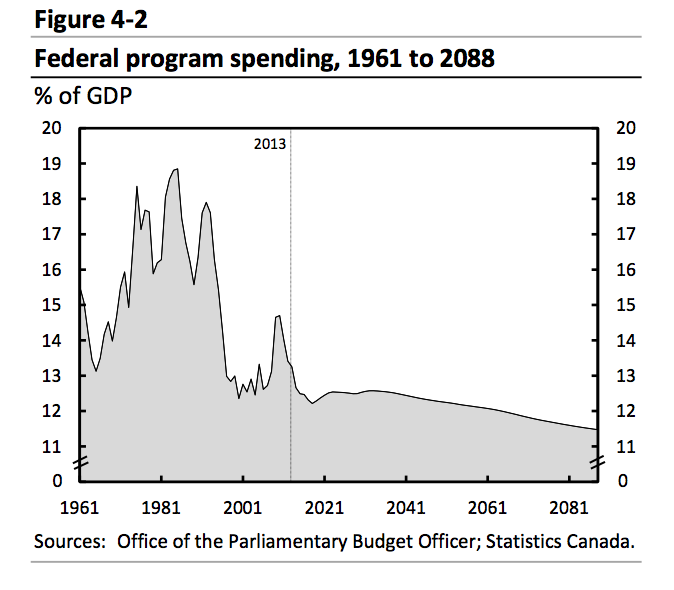 Figure 4-2
Federal program spending, 1961 to 2088
% of GDP
20 20
2013
19 19
18 18
17 17
16 16
15 15
14 14
13 13
12 12
11 11
0 0
1961 1981 2001 2021 2041 2061 2081
Sources: Office of the Parliamentary Budget Officer; Statistics Canada.